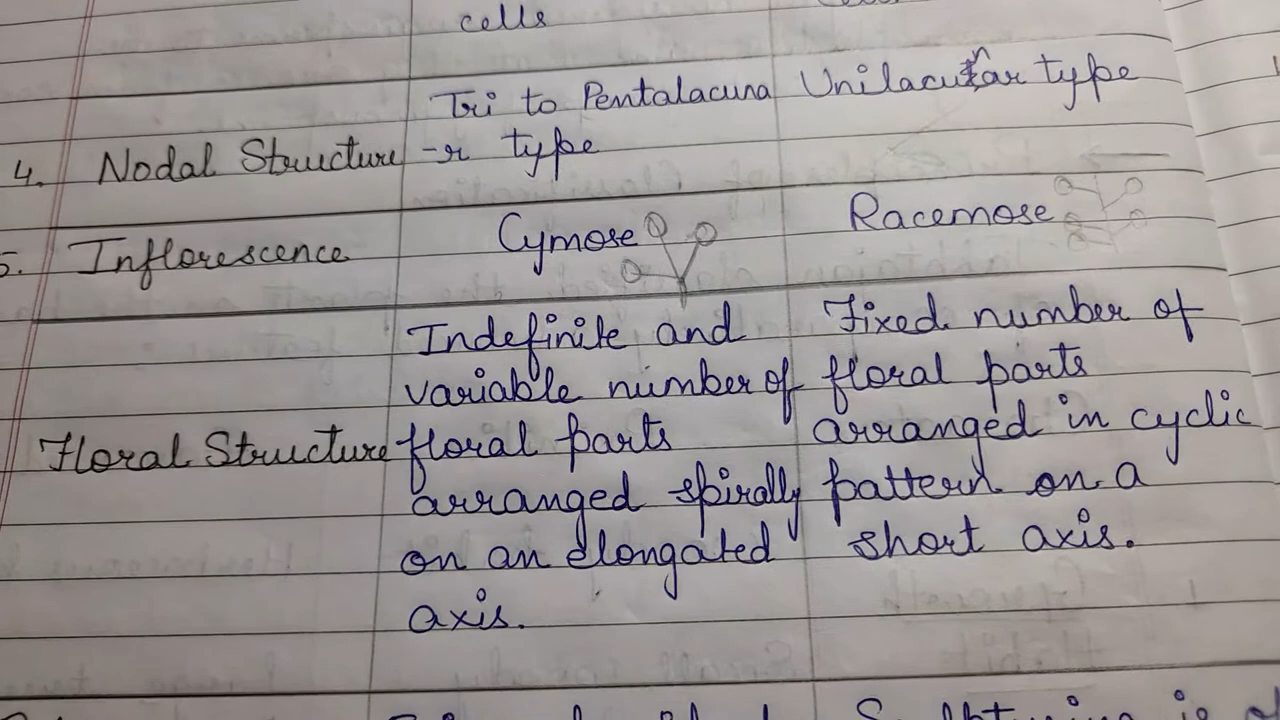 cells
Tri to Pentalacuna Unilacunar type
4. Nodal Structure -r type
5. Inflorescence Cymose Racemose
Indefinite and Fixed number of
variable number of floral parts
Floral Structure floral parts arranged in cyclic
arranged spirally pattern on a
on an elongated short axis.
axis.